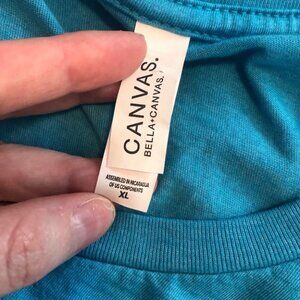 CANVAS.
BELLA+CANVAS.
ASSEMBLED IN NICARAGUA
OF US COMPONENTS
XL